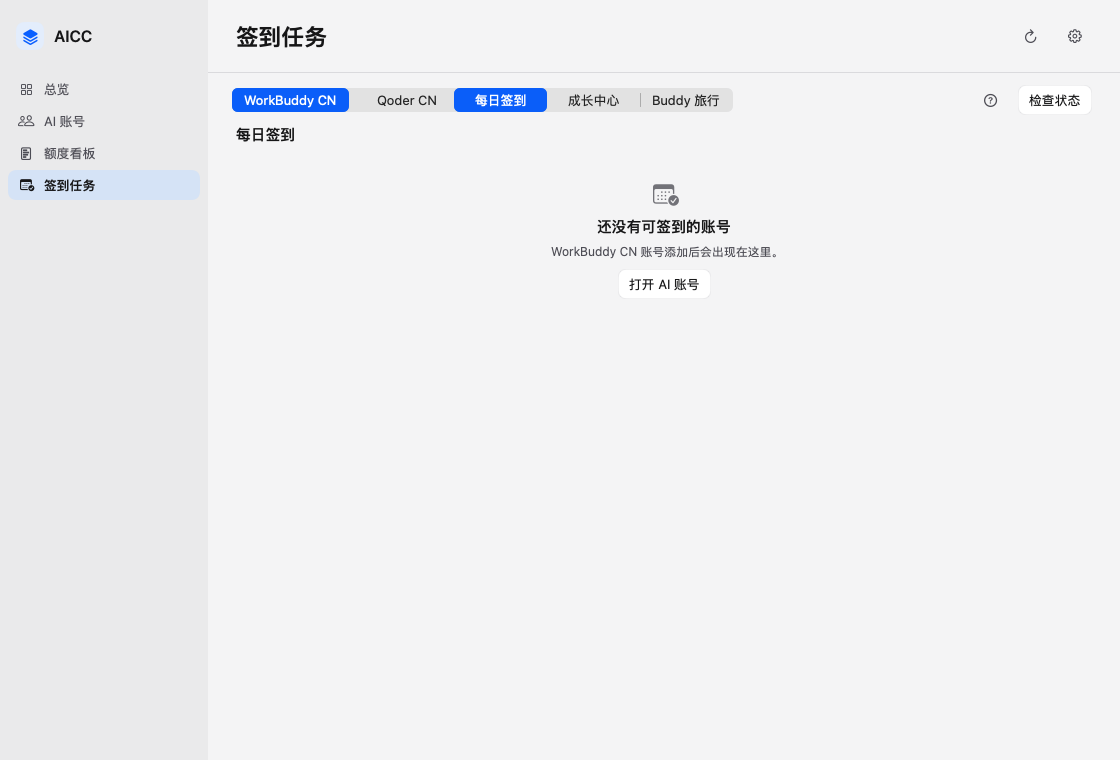 AICC
总览
AI 账号
额度看板
签到任务
签到任务
WorkBuddy CN
Qoder CN
每日签到
成长中心
Buddy 旅行
检查状态
每日签到
还没有可签到的账号
WorkBuddy CN 账号添加后会出现在这里。
打开 AI 账号